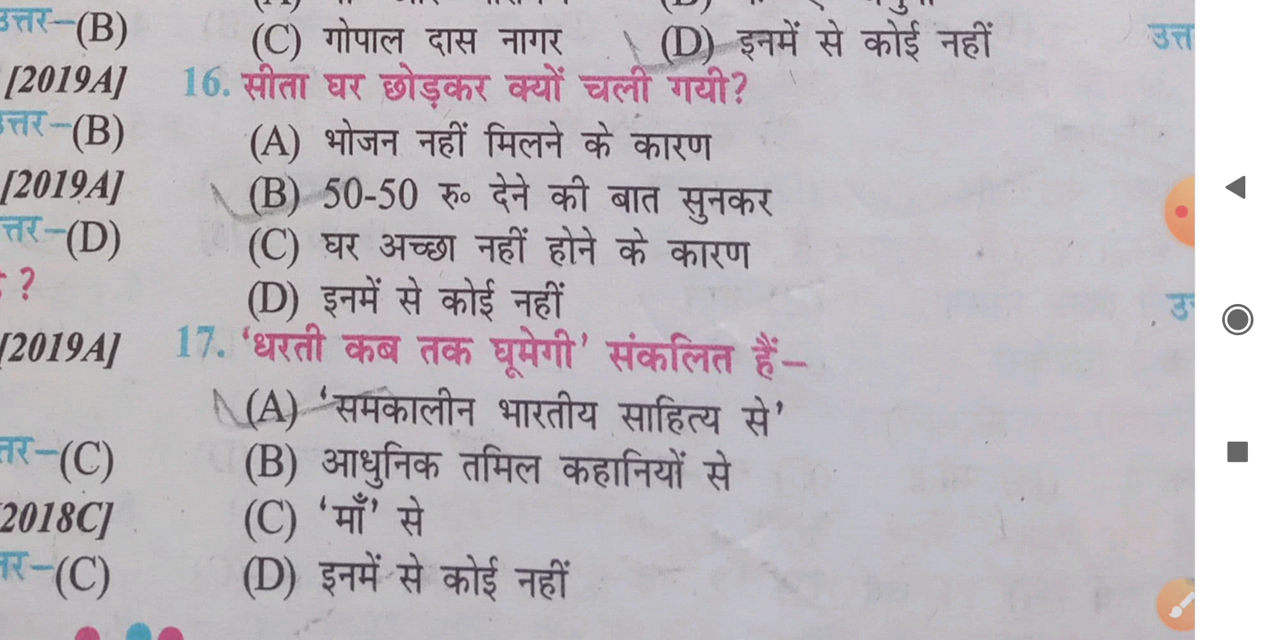 उत्तर–(B)
[2019A]
उत्तर–(B)
[2019A]
त्तर–(D)
?
[2019A]
त्तर–(C)
2018C]
त्तर–(C)
(C) गोपाल दास नागर (D) इनमें से कोई नहीं
16. सीता घर छोड़कर क्यों चली गयी?
(A) भोजन नहीं मिलने के कारण
(B) 50-50 रु० देने की बात सुनकर
(C) घर अच्छा नहीं होने के कारण
(D) इनमें से कोई नहीं
17. ‘धरती कब तक घूमेगी’ संकलित हैं–
(A) ‘समकालीन भारतीय साहित्य से’
(B) आधुनिक तमिल कहानियों से
(C) ‘माँ’ से
(D) इनमें से कोई नहीं
उत्त
उ